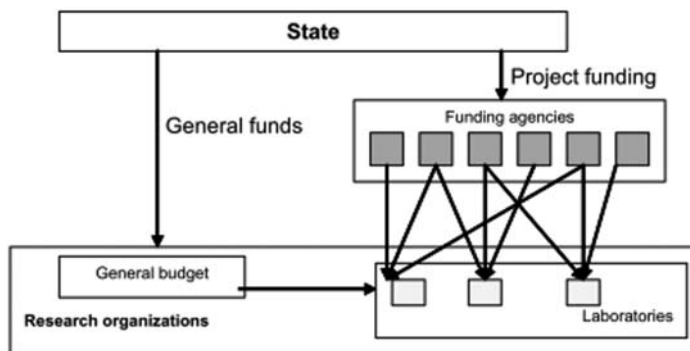 State
Project funding
Funding agencies
General funds
General budget
Laboratories
Research organizations